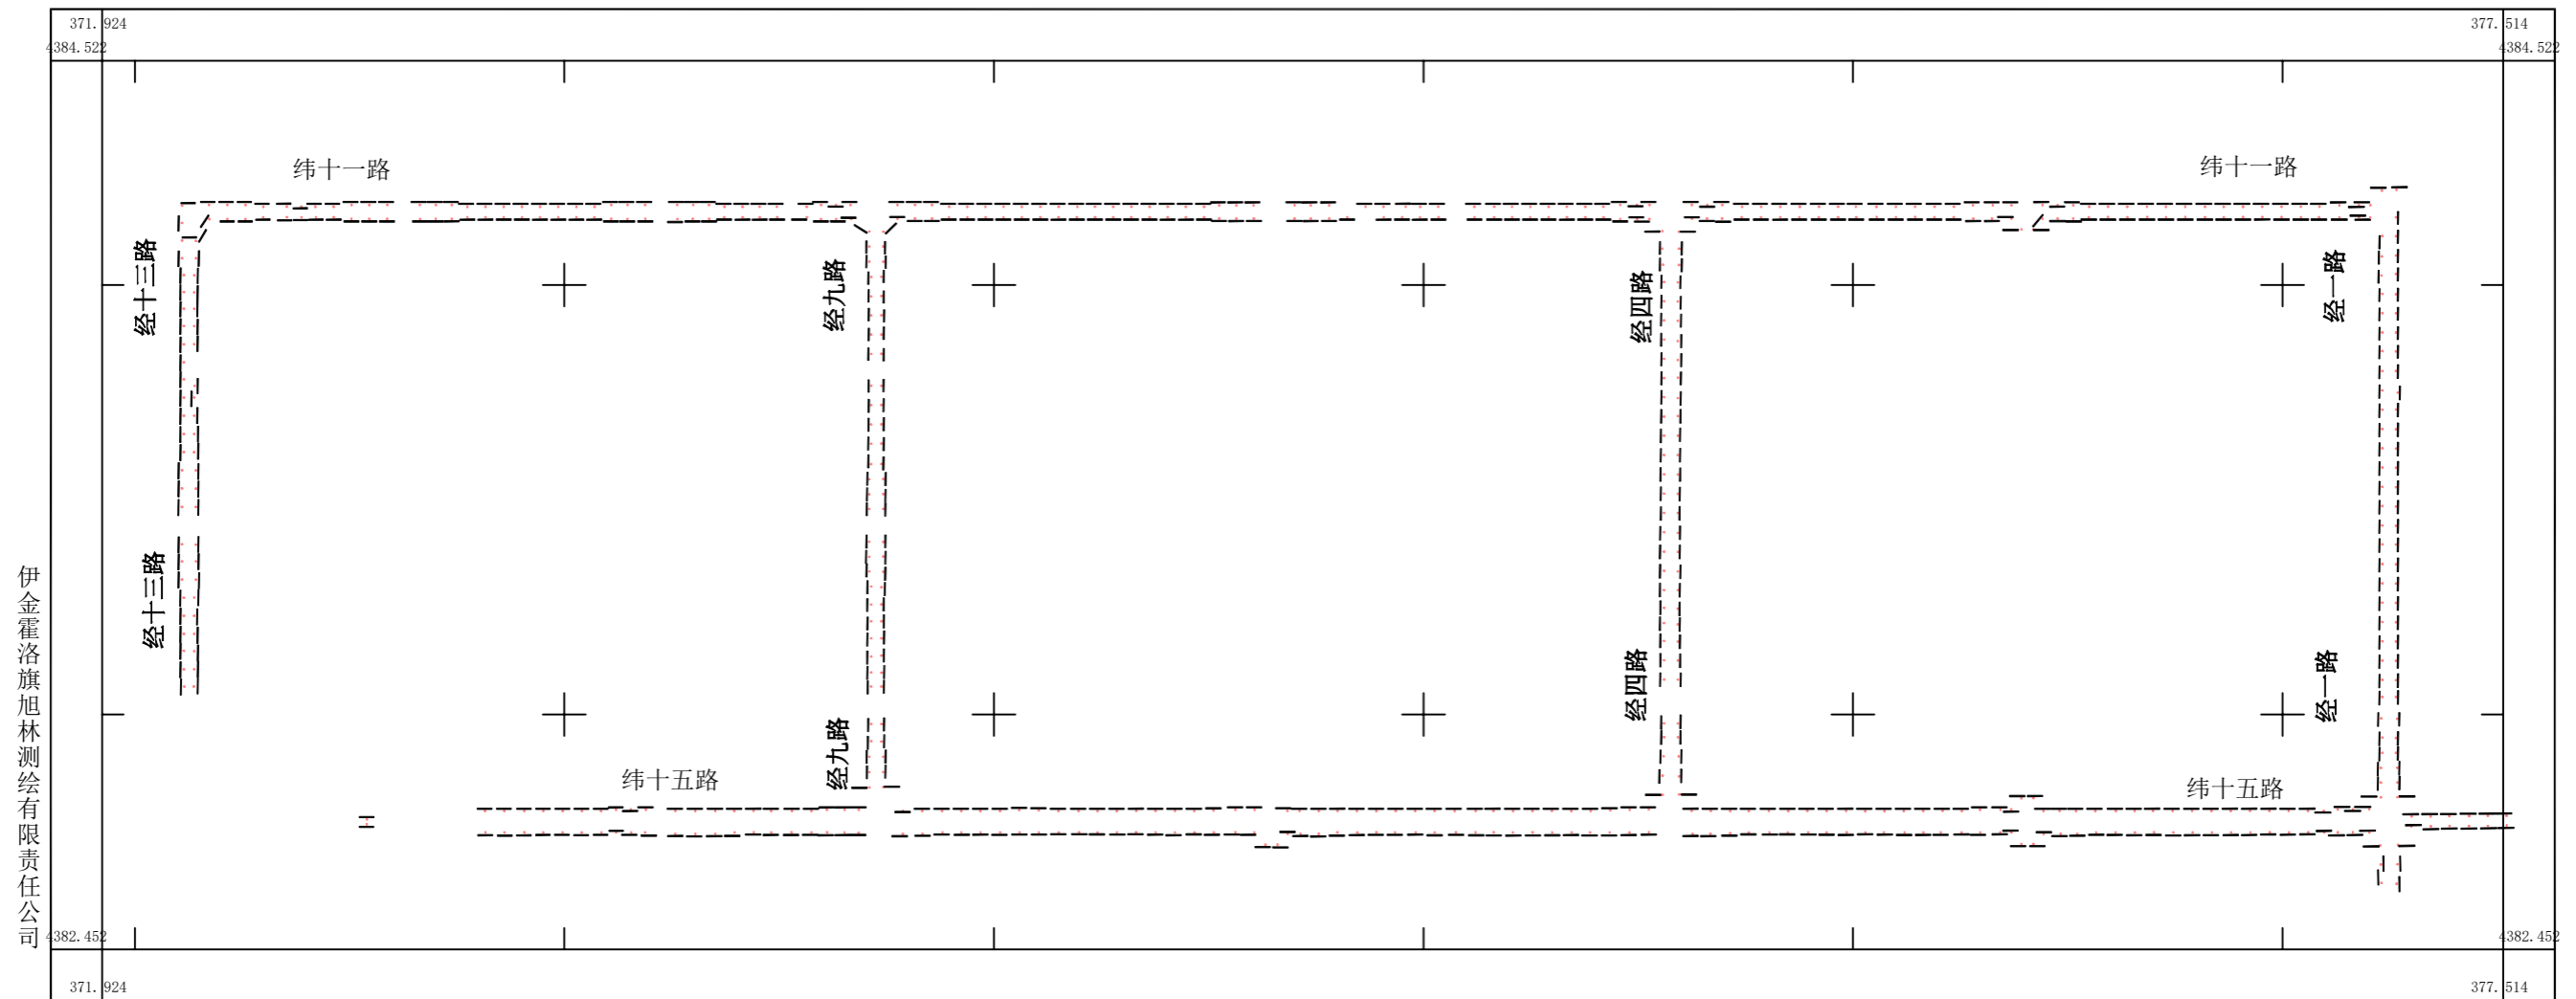 371.924
377.514
4384.522
4384.522
纬十一路
纬十一路
经十三路
经九路
经四路
经一路
经十三路
经四路
经一路
经九路
纬十五路
纬十五路
伊金霍洛旗旭林测绘有限责任公司
4382.452
4382.452
371.924
377.514